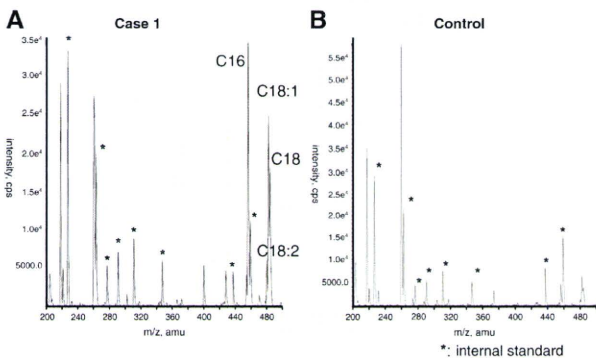 A
Case 1
3.5e⁴
3.0e⁴
2.5e⁴
2.0e⁴
1.5e⁴
1.0e⁴
5000.0
intensity, cps
*
*
*
*
*
*
*
*
C16
C18:1
C18
C18:2
200 240 280 320 360 400 440 480
m/z, amu
B
Control
5.5e⁴
5.0e⁴
4.5e⁴
4.0e⁴
3.5e⁴
3.0e⁴
2.5e⁴
2.0e⁴
1.5e⁴
1.0e⁴
5000.0
intensity, cps
*
*
*
*
*
*
*
*
200 240 280 320 360 400 440 480
m/z, amu
*: internal standard